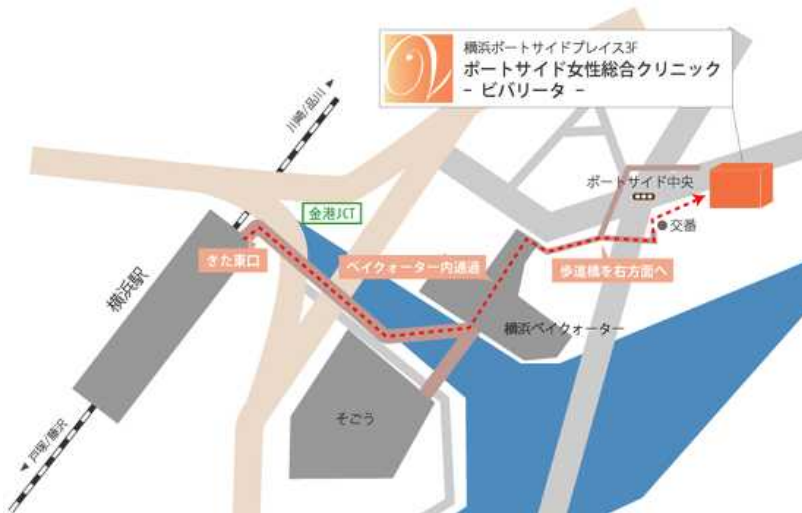 横浜ポートサイドプレイス3F
ポートサイド女性総合クリニック
- ビバリータ -
川崎/品川
ポートサイド中央
金港JCT
交番
きた東口
ベイクォーター内通過
歩道橋を右方面へ
横浜駅
横浜ベイクォーター
そごう
戸塚/藤沢